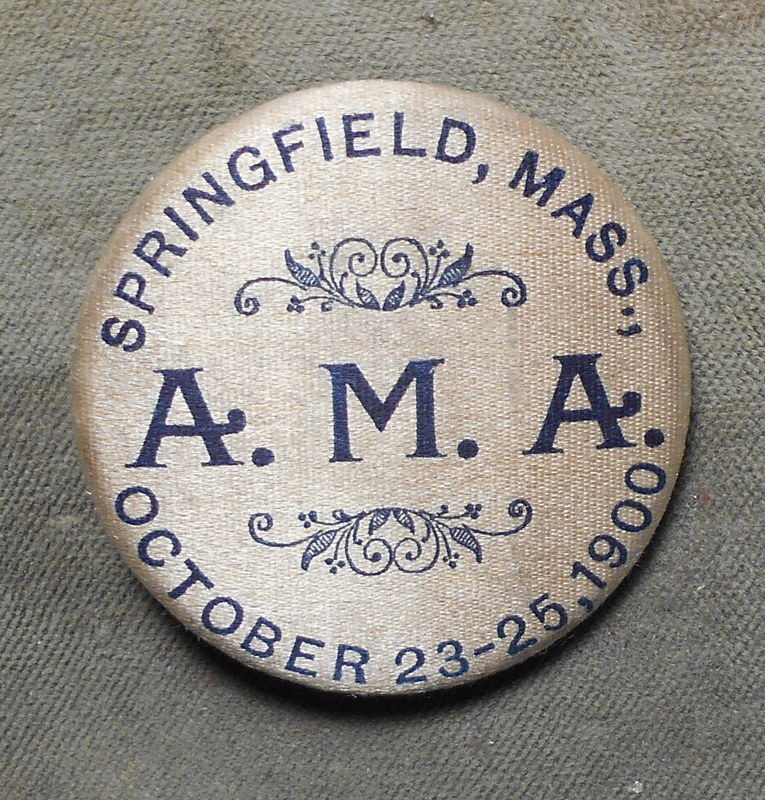 SPRINGFIELD, MASS.,
A. M. A.
OCTOBER 23-25, 1900.